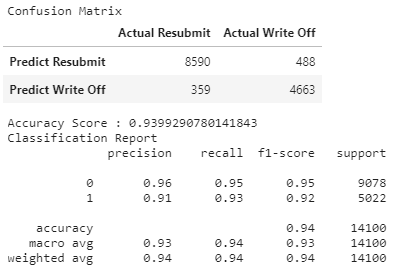 Confusion Matrix
Actual Resubmit Actual Write Off
Predict Resubmit 8590 488
Predict Write Off 359 4663
Accuracy Score : 0.9399290780141843
Classification Report
precision recall f1-score support
0 0.96 0.95 0.95 9078
1 0.91 0.93 0.92 5022
accuracy 0.94 14100
macro avg 0.93 0.94 0.93 14100
weighted avg 0.94 0.94 0.94 14100